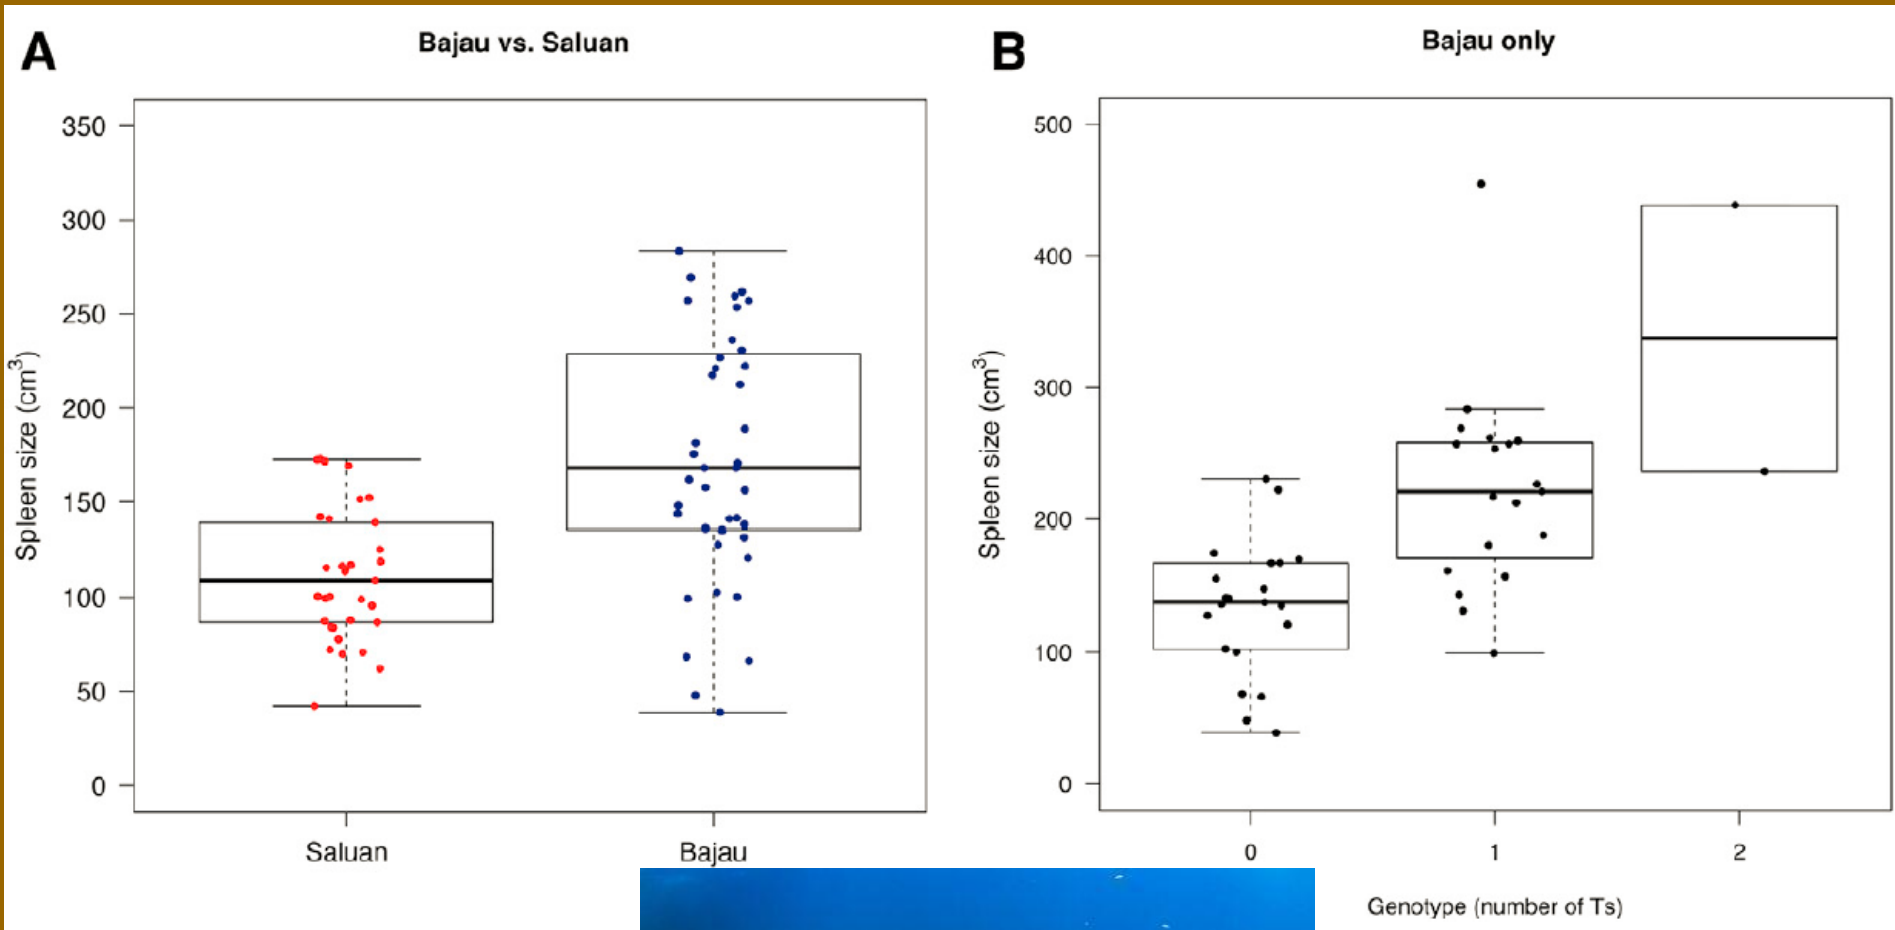 A
Bajau vs. Saluan
350
300
250
200
150
100
50
0
Spleen size (cm³)
Saluan
Bajau
B
Bajau only
500
400
300
200
100
0
Spleen size (cm³)
0
1
2
Genotype (number of Ts)